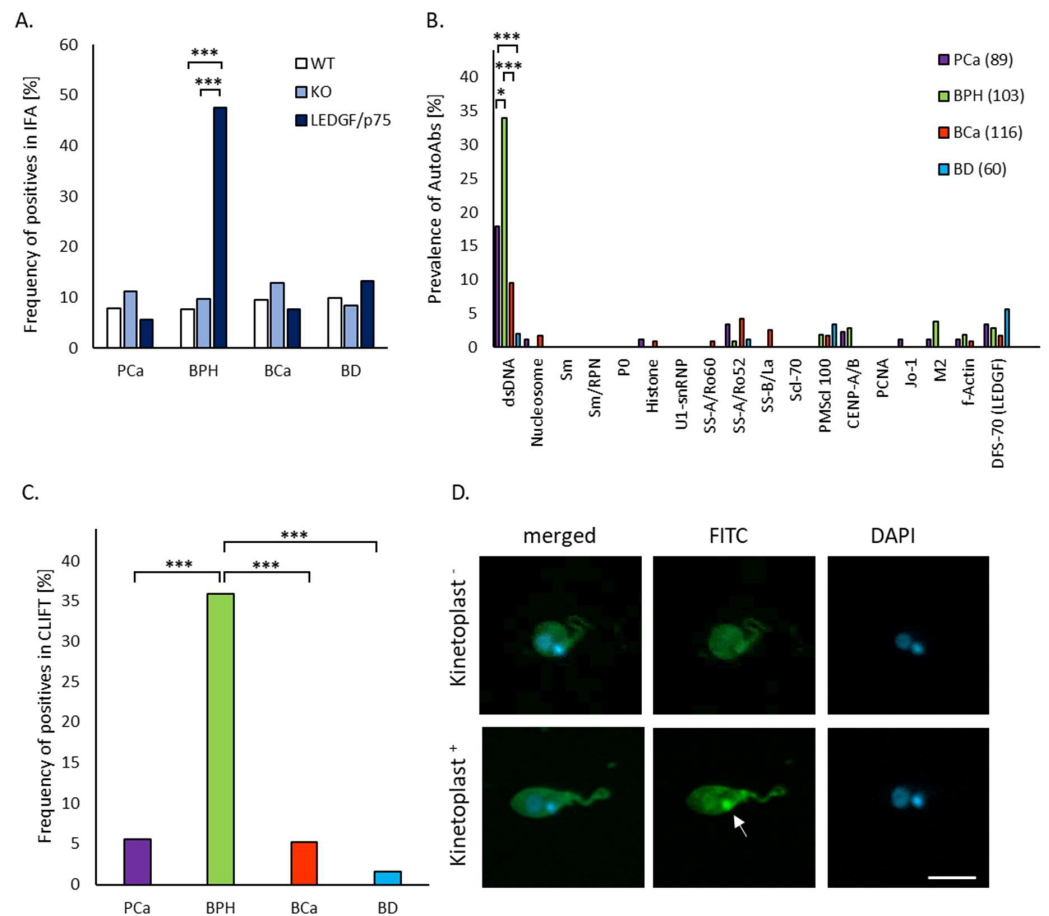 A.
Frequency of positives in IFA [%]
60
50
40
30
20
10
0
***
***
WT
KO
LEDGF/p75
PCa
BPH
BCa
BD
B.
Prevalence of AutoAbs [%]
40
35
30
25
20
15
10
5
0
***
***
*
PCa (89)
BPH (103)
BCa (116)
BD (60)
dsDNA
Nucleosome
Sm
Sm/RPN
P0
Histone
U1-snRNP
SS-A/Ro60
SS-A/Ro52
SS-B/La
Scl-70
PMScl 100
CENP-A/B
PCNA
Jo-1
M2
f-Actin
DFS-70 (LEDGF)
C.
Frequency of positives in CLIFT [%]
40
35
30
25
20
15
10
5
0
***
***
***
PCa
BPH
BCa
BD
D.
merged
FITC
DAPI
Kinetoplast -
Kinetoplast +